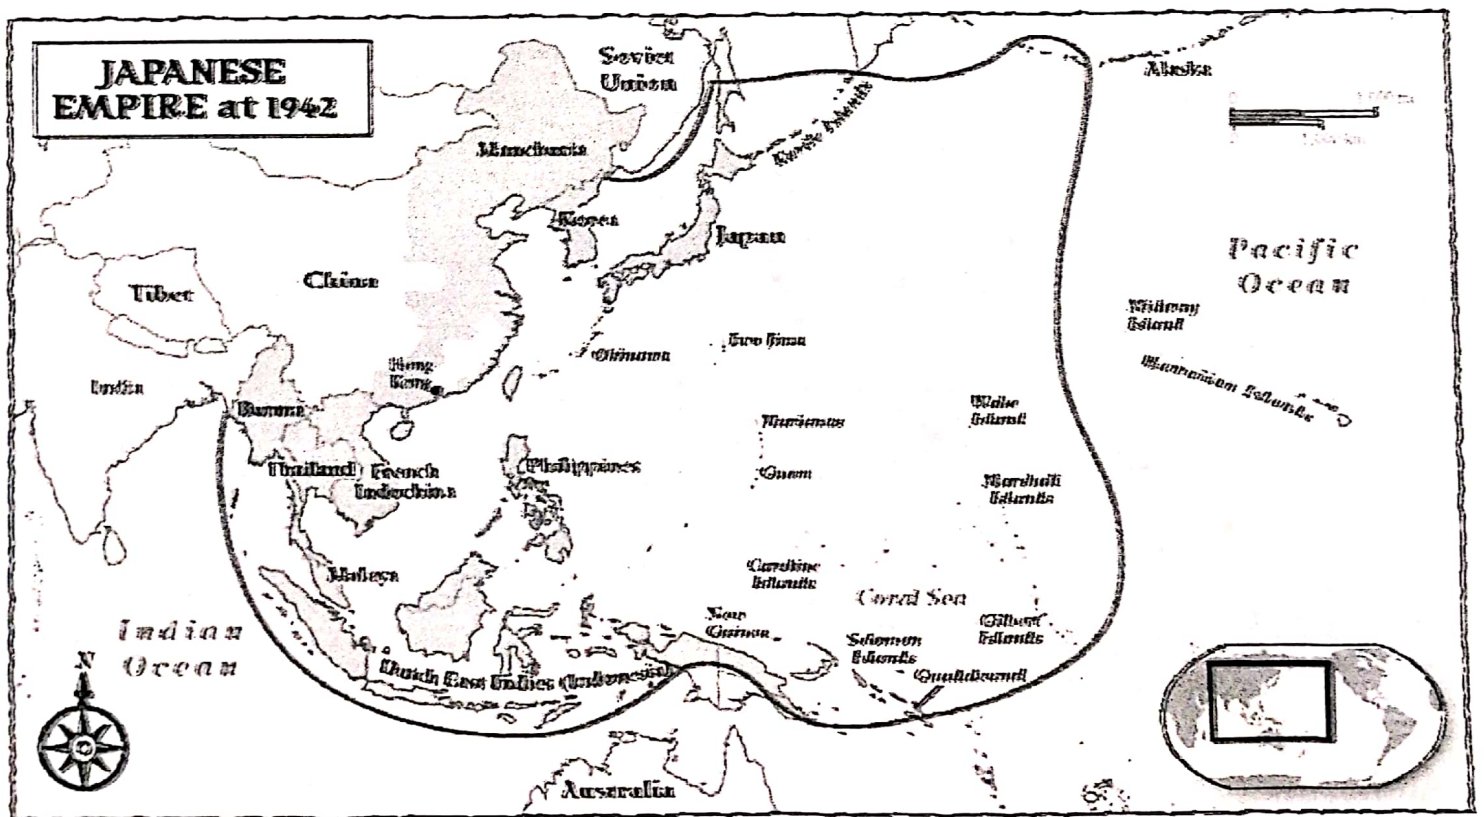 JAPANESE
EMPIRE at 1942
Soviet
Union
Alaska
0
Kurile Islands
Manchuria
Korea
Japan
Pacific
Ocean
China
Tibet
Midway
Island
Iwo Jima
Okinawa
Hong
Kong
Hawaiian Islands
India
Burma
Wake
Island
Marianas
Thailand
French
Indochina
Philippines
Guam
Marshall
Islands
Malaya
Caroline
Islands
Coral Sea
New
Guinea
Gilbert
Islands
Solomon
Islands
Indian
Ocean
Dutch East Indies (Indonesia)
Guadalcanal
N
Australia